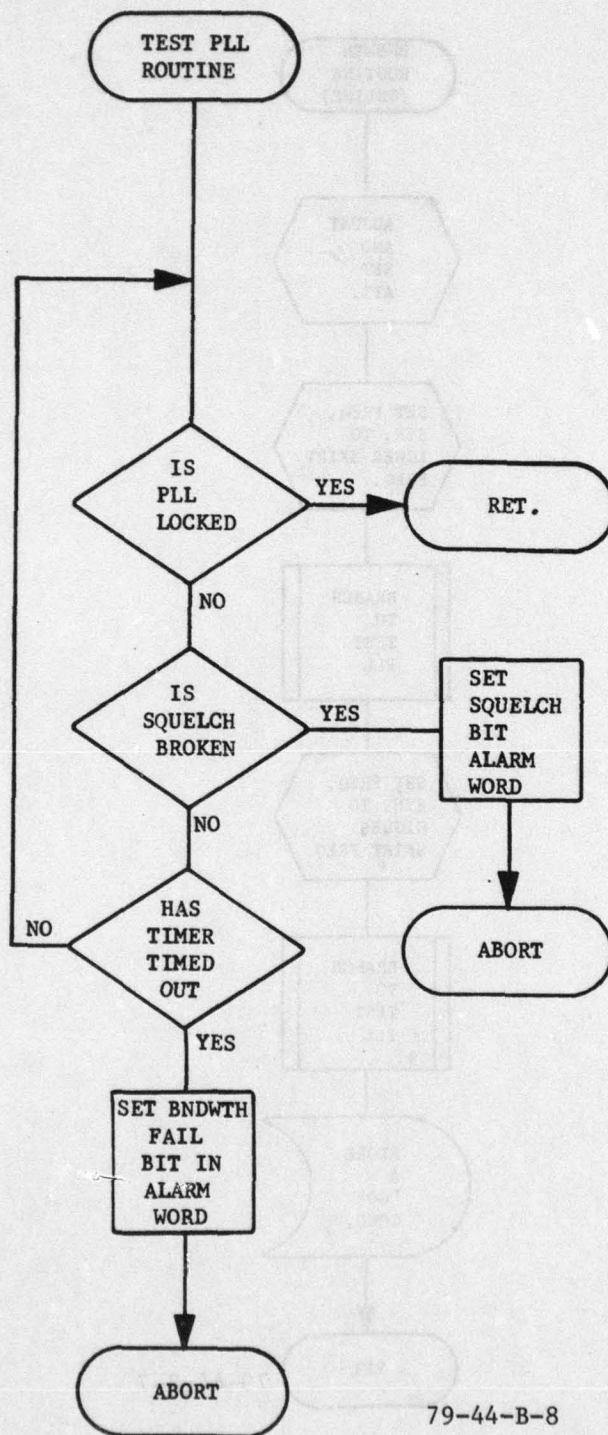 TEST PLL
ROUTINE
IS
PLL
LOCKED
YES
RET.
NO
IS
SQUELCH
BROKEN
YES
SET
SQUELCH
BIT
ALARM
WORD
NO
HAS
TIMER
TIMED
OUT
NO
ABORT
YES
SET BNDWTH
FAIL
BIT IN
ALARM
WORD
ABORT
79-44-B-8